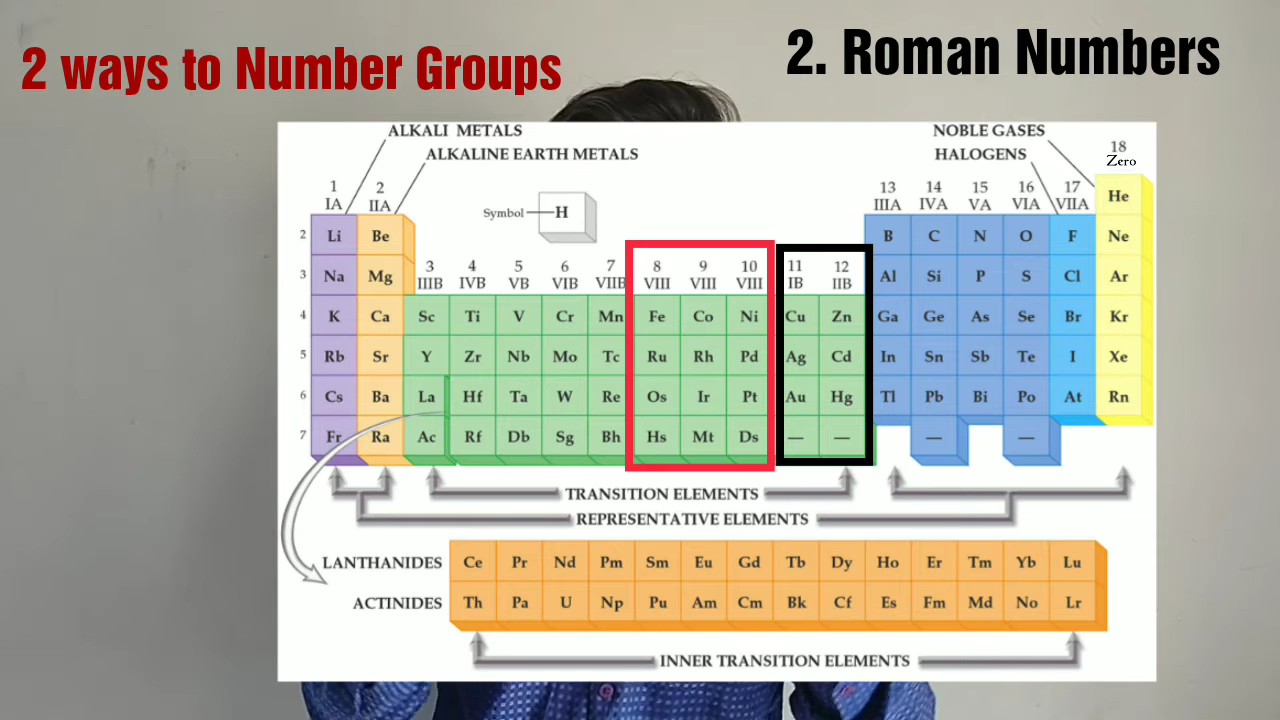 2 ways to Number Groups
2. Roman Numbers
ALKALI METALS
NOBLE GASES
18
ALKALINE EARTH METALS
HALOGENS
Zero
1 2 13 14 15 16 17
IA IIA IIIA IVA VA VIA VIIA
He
Symbol H
2 Li Be B C N O F Ne
3 4 5 6 7 8 9 10 11 12
3 Na Mg IIIB IVB VB VIB VIIB VIII VIII VIII IB IIB Al Si P S Cl Ar
4 K Ca Sc Ti V Cr Mn Fe Co Ni Cu Zn Ga Ge As Se Br Kr
5 Rb Sr Y Zr Nb Mo Tc Ru Rh Pd Ag Cd In Sn Sb Te I Xe
6 Cs Ba La Hf Ta W Re Os Ir Pt Au Hg Tl Pb Bi Po At Rn
7 Fr Ra Ac Rf Db Sg Bh Hs Mt Ds — — — —
TRANSITION ELEMENTS
REPRESENTATIVE ELEMENTS
LANTHANIDES Ce Pr Nd Pm Sm Eu Gd Tb Dy Ho Er Tm Yb Lu
ACTINIDES Th Pa U Np Pu Am Cm Bk Cf Es Fm Md No Lr
INNER TRANSITION ELEMENTS